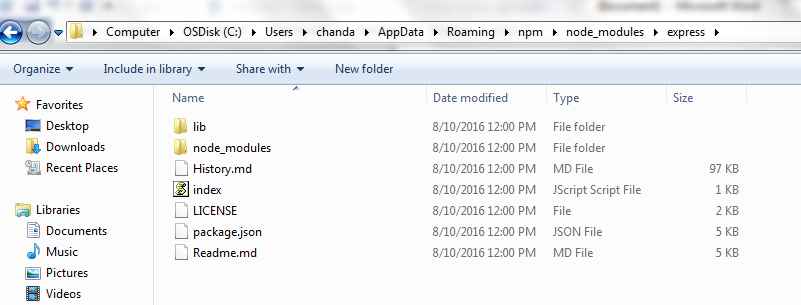 Document1 - Microsoft Word
Computer OSDisk (C:) Users chanda AppData Roaming npm node_modules express
Organize Include in library Share with New folder
Favorites
Desktop
Downloads
Recent Places
Libraries
Documents
Music
Pictures
Videos
Name Date modified Type Size
lib 8/10/2016 12:00 PM File folder
node_modules 8/10/2016 12:00 PM File folder
History.md 8/10/2016 12:00 PM MD File 97 KB
index 8/10/2016 12:00 PM JScript Script File 1 KB
LICENSE 8/10/2016 12:00 PM File 2 KB
package.json 8/10/2016 12:00 PM JSON File 5 KB
Readme.md 8/10/2016 12:00 PM MD File 5 KB